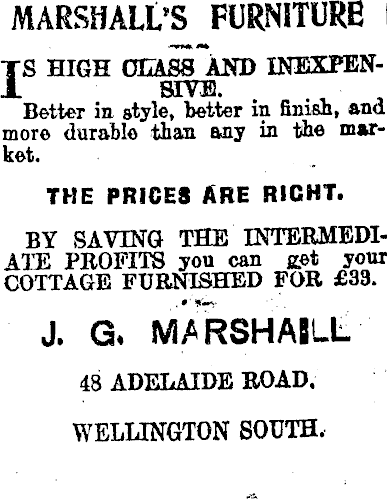 MARSHALL'S FURNITURE
IS HIGH CLASS AND INEXPEN-
SIVE.
Better in style, better in finish, and
more durable than any in the mar-
ket.
THE PRICES ARE RIGHT.
BY SAVING THE INTERMEDI-
ATE PROFITS you can get your
COTTAGE FURNISHED FOR £33.
J. G. MARSHALL
48 ADELAIDE ROAD.
WELLINGTON SOUTH.